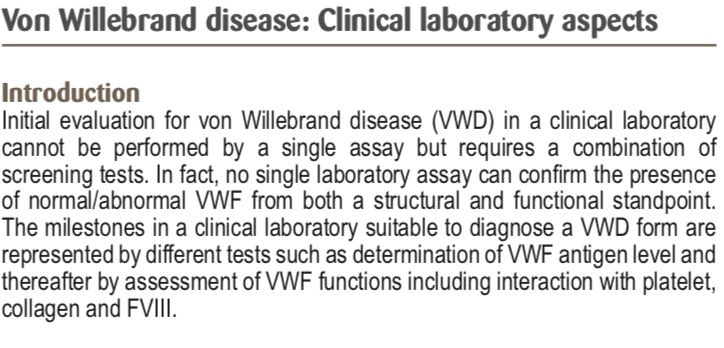 Von Willebrand disease: Clinical laboratory aspects
Introduction
Initial evaluation for von Willebrand disease (VWD) in a clinical laboratory
cannot be performed by a single assay but requires a combination of
screening tests. In fact, no single laboratory assay can confirm the presence
of normal/abnormal VWF from both a structural and functional standpoint.
The milestones in a clinical laboratory suitable to diagnose a VWD form are
represented by different tests such as determination of VWF antigen level and
thereafter by assessment of VWF functions including interaction with platelet,
collagen and FVIII.